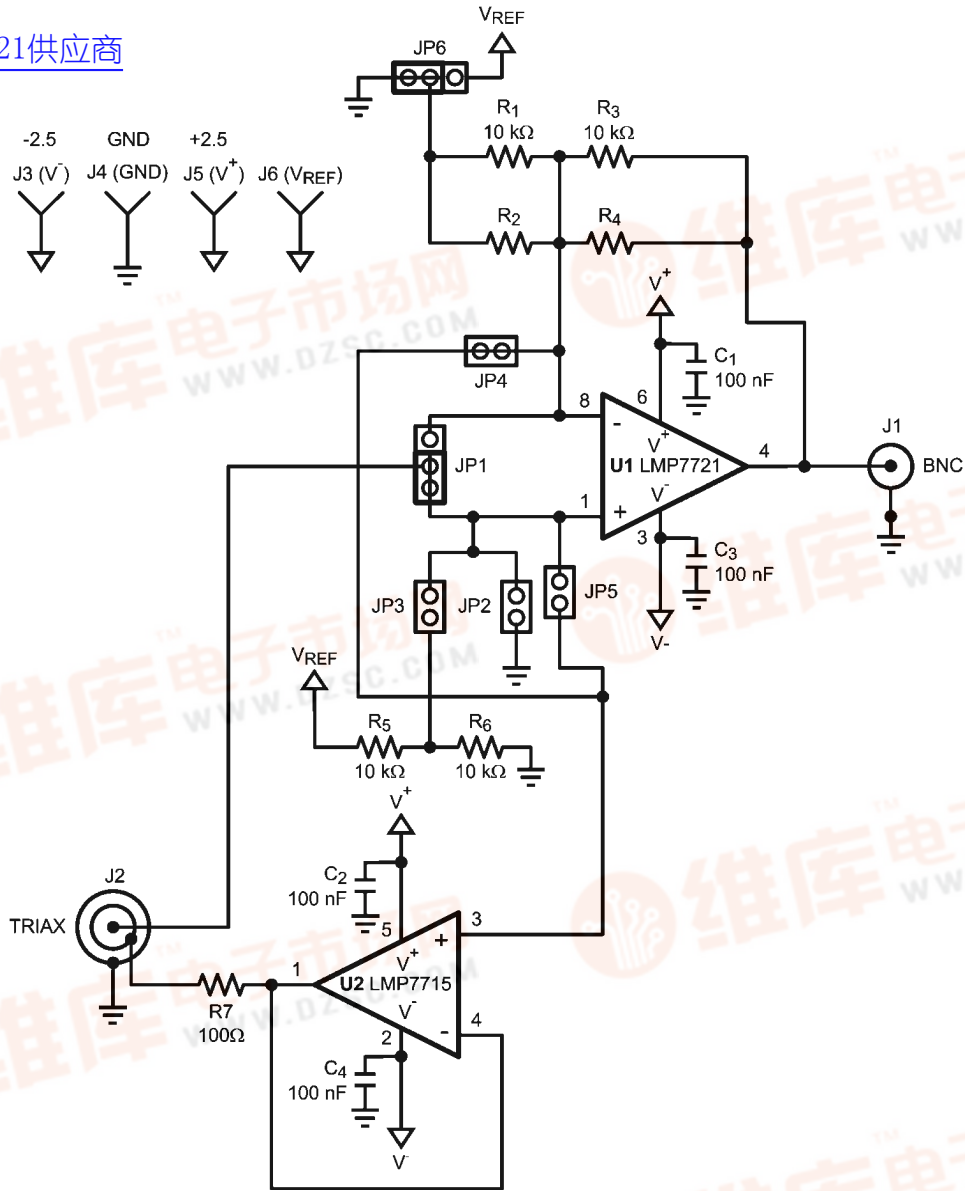 21供应商
VREF
JP6
-2.5 GND +2.5
J3 (V-) J4 (GND) J5 (V+) J6 (VREF)
R1
10 kΩ
R3
10 kΩ
R2
R4
V+
C1
100 nF
JP4
8
6
-
V+
U1 LMP7721
4
J1
BNC
JP1
1
+
V-
3
C3
100 nF
V-
JP3
JP2
JP5
VREF
R5
10 kΩ
R6
10 kΩ
V+
C2
100 nF
J2
TRIAX
5
3
+
V+
1
U2 LMP7715
V-
-
4
2
R7
100Ω
C4
100 nF
V-
维库电子市场网
TM
WWW.DZSC.COM